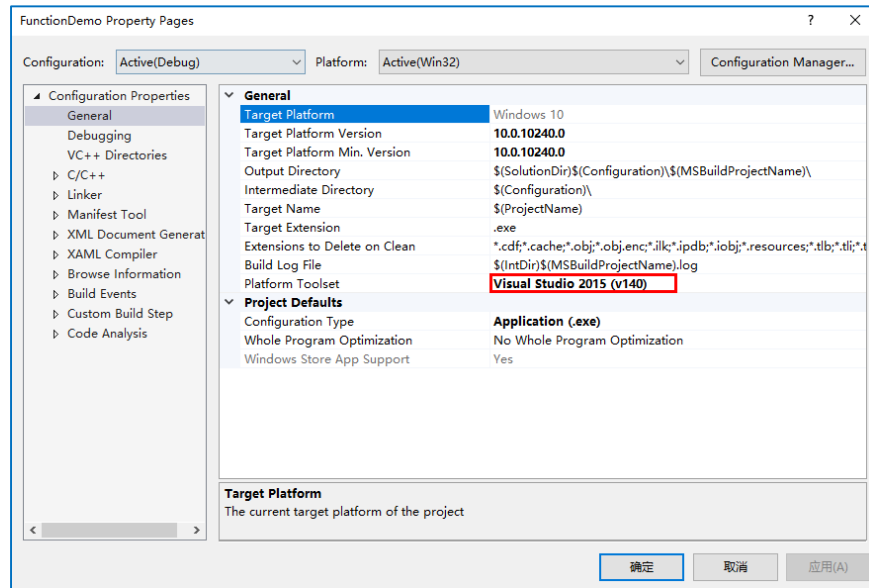 FunctionDemo Property Pages
? ×
Configuration: Active(Debug) Platform: Active(Win32) Configuration Manager...
Configuration Properties
General
Debugging
VC++ Directories
C/C++
Linker
Manifest Tool
XML Document Generat
XAML Compiler
Browse Information
Build Events
Custom Build Step
Code Analysis
General
Target Platform Windows 10
Target Platform Version 10.0.10240.0
Target Platform Min. Version 10.0.10240.0
Output Directory $(SolutionDir)$(Configuration)\$(MSBuildProjectName)\
Intermediate Directory $(Configuration)\
Target Name $(ProjectName)
Target Extension .exe
Extensions to Delete on Clean *.cdf;*.cache;*.obj;*.obj.enc;*.ilk;*.ipdb;*.iobj;*.resources;*.tlb;*.tli;*.t
Build Log File $(IntDir)$(MSBuildProjectName).log
Platform Toolset Visual Studio 2015 (v140)
Project Defaults
Configuration Type Application (.exe)
Whole Program Optimization No Whole Program Optimization
Windows Store App Support Yes
Target Platform
The current target platform of the project
确定 取消 应用(A)